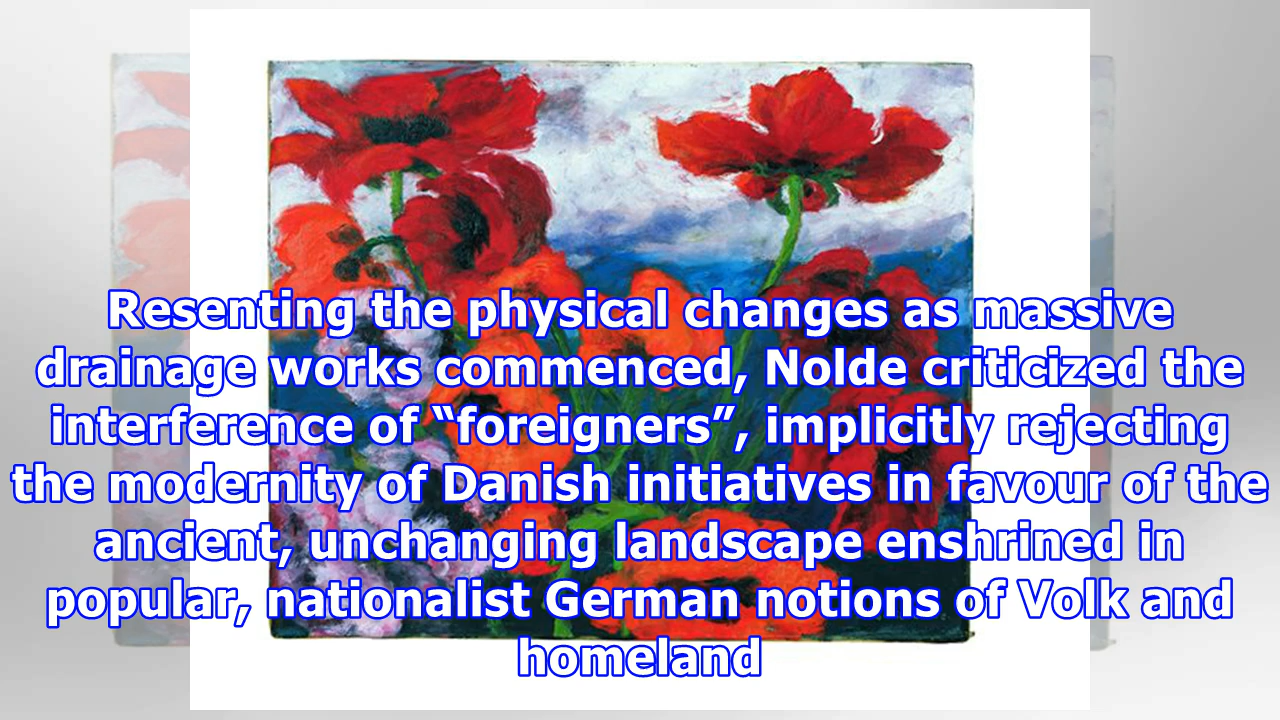 Resenting the physical changes as massive
drainage works commenced, Nolde criticized the
interference of “foreigners”, implicitly rejecting
the modernity of Danish initiatives in favour of the
ancient, unchanging landscape enshrined in
popular, nationalist German notions of Volk and
homeland